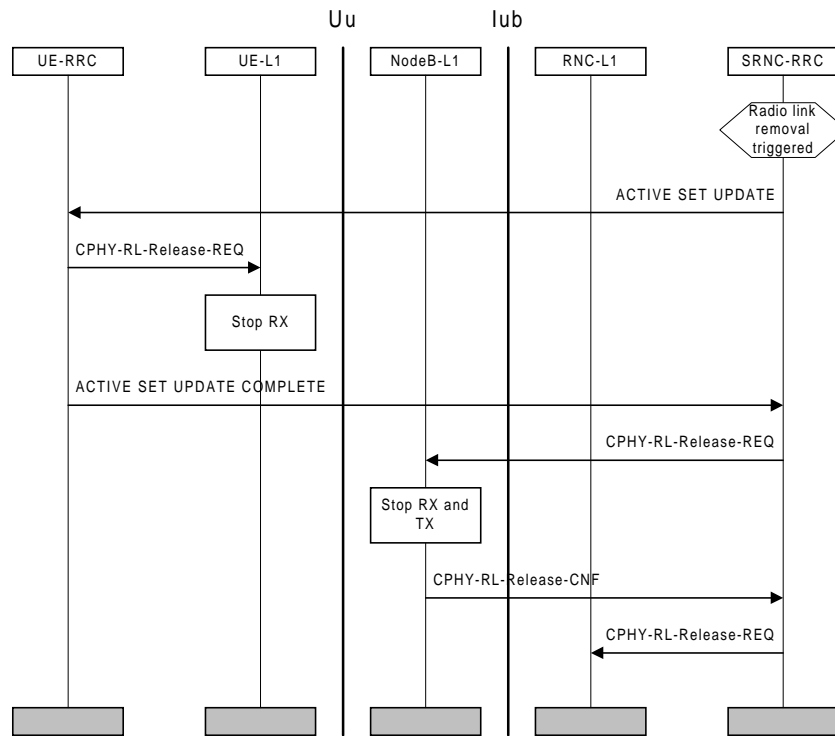 Uu
Iub
UE-RRC
UE-L1
NodeB-L1
RNC-L1
SRNC-RRC
Radio link
removal
triggered
ACTIVE SET UPDATE
CPHY-RL-Release-REQ
Stop RX
ACTIVE SET UPDATE COMPLETE
CPHY-RL-Release-REQ
Stop RX and
TX
CPHY-RL-Release-CNF
CPHY-RL-Release-REQ